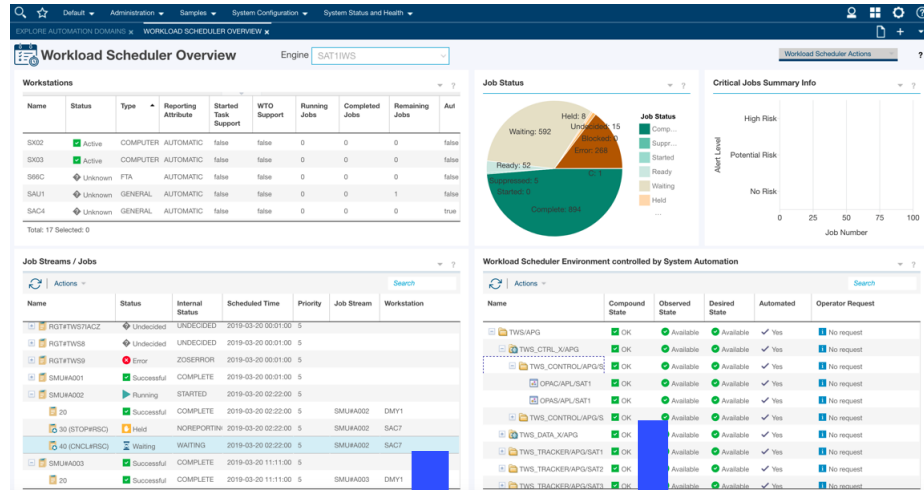 Default Administration Samples System Configuration System Status and Health
EXPLORE AUTOMATION DOMAINS x WORKLOAD SCHEDULER OVERVIEW x
Workload Scheduler Overview Engine SAT1IWS Workload Scheduler Actions ?
Workstations ?
Name Status Type Reporting Attribute Started Task Support WTO Support Running Jobs Completed Jobs Remaining Jobs Aut
SX02 Active COMPUTER AUTOMATIC false false 0 0 0 false
SX03 Active COMPUTER AUTOMATIC false false 0 0 0 false
S66C Unknown FTA AUTOMATIC false false 0 0 0 false
SAU1 Unknown GENERAL AUTOMATIC false false 0 0 1 false
SAC4 Unknown GENERAL AUTOMATIC false false 0 0 0 true
Total: 17 Selected: 0
Job Status ?
Held: 8
Undecided: 15
Waiting: 592
Blocked: 0
Error: 268
Ready: 52
C: 1
Suppressed: 5
Started: 0
Complete: 894
Job Status
Comp...
Suppr...
Started
Ready
Waiting
Held
...
Critical Jobs Summary Info ?
Alert Level
High Risk
Potential Risk
No Risk
0 25 50 75 100
Job Number
Job Streams / Jobs ?
Actions Search
Name Status Internal Status Scheduled Time Priority Job Stream Workstation
RGT#TWS7IACZ Undecided UNDECIDED 2019-03-20 00:01:00 5
RGT#TWS8 Undecided UNDECIDED 2019-03-20 00:01:00 5
RGT#TWS9 Error ZOSERROR 2019-03-20 00:01:00 5
SMU#A001 Successful COMPLETE 2019-03-20 00:01:00 5
SMU#A002 Running STARTED 2019-03-20 02:22:00 5
20 Successful COMPLETE 2019-03-20 02:22:00 5 SMU#A002 DMY1
30 (STOP#RSC) Held NOREPORTIN 2019-03-20 02:22:00 5 SMU#A002 SAC7
40 (CNCL#RSC) Waiting WAITING 2019-03-20 02:22:00 5 SMU#A002 SAC7
SMU#A003 Successful COMPLETE 2019-03-20 11:11:00 5
20 Successful COMPLETE 2019-03-20 11:11:00 5 SMU#A003 DMY1
Workload Scheduler Environment controlled by System Automation ?
Actions Search
Name Compound State Observed State Desired State Automated Operator Request
TWS/APG OK Available Available Yes No request
TWS_CTRL_X/APG OK Available Available Yes No request
TWS_CONTROL/APG/S OK Available Available Yes No request
OPAC/APL/SAT1 OK Available Available Yes No request
OPAS/APL/SAT1 OK Available Available Yes No request
TWS_CONTROL/APG/S OK Available Available Yes No request
TWS_DATA_X/APG OK Available Available Yes No request
TWS_TRACKER/APG/SAT1 OK Available Available Yes No request
TWS_TRACKER/APG/SAT2 OK Available Available Yes No request
TWS_TRACKER/APG/SAT3 OK Available Available Yes No request